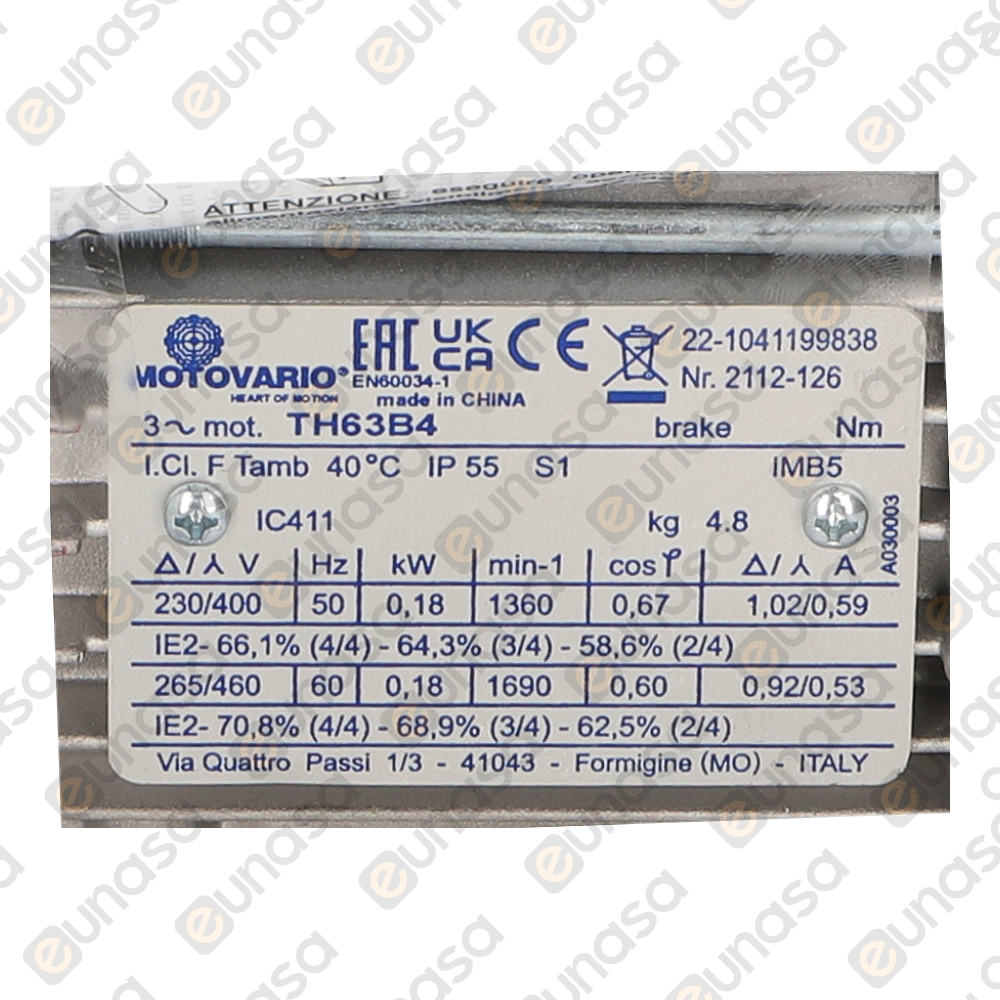 ATTENZIONE: eseguire
22-1041199838
Nr. 2112-126
MOTOVARIO®
HEART OF MOTION
EAC UK CA CE
EN60034-1
made in CHINA
3~ mot. TH63B4 brake Nm
I.Cl. F Tamb 40°C IP 55 S1 IMB5
IC411 kg 4.8
A030003
Δ/⅄ V Hz kW min-1 cosφ Δ/⅄ A
230/400 50 0,18 1360 0,67 1,02/0,59
IE2- 66,1% (4/4) - 64,3% (3/4) - 58,6% (2/4)
265/460 60 0,18 1690 0,60 0,92/0,53
IE2- 70,8% (4/4) - 68,9% (3/4) - 62,5% (2/4)
Via Quattro Passi 1/3 - 41043 - Formigine (MO) - ITALY
eunasa